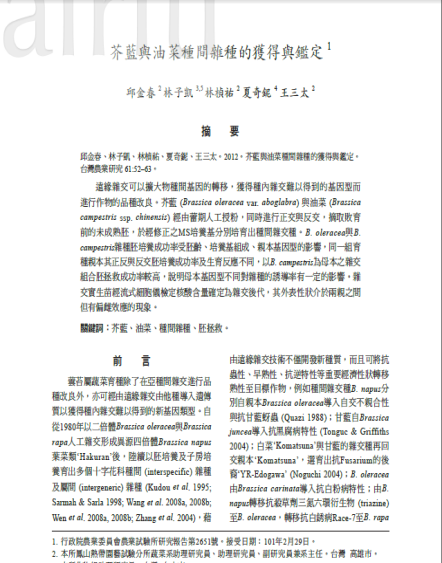 芥藍與油菜種間雜種的獲得與鑑定 1
邱金春 2 林子凱 3,5 林楨祐 2 夏奇鈮 4 王三太 2
摘 要
邱金春、林子凱、林楨祐、夏奇鈮、王三太。2012。芥藍與油菜種間雜種的獲得與鑑定。
台灣農業研究 61:52–63。
遠緣雜交可以擴大物種間基因的轉移，獲得種內雜交難以得到的基因型而
進行作物的品種改良。芥藍 (Brassica oleracea var. aboglabra) 與油菜 (Brassica
campestris ssp. chinensis) 經由蕾期人工授粉，同時進行正交與反交，摘取敗育
前的未成熟胚，於經修正之MS培養基分別培育出種間雜交種。B. oleracea與B.
campestris雜種胚培養成功率受胚齡、培養基組成、親本基因型的影響，同一組育
種親本其正反與反交胚培養成功率及生育反應不同，以B. campestris為母本之雜交
組合胚拯救成功率較高，說明母本基因型不同對雜種的誘導率有一定的影響。雜
交實生苗經流式細胞儀檢定核酸含量確定為雜交後代，其外表性狀介於兩親之間
但有偏雌效應的現象。
關鍵詞：芥藍、油菜、種間雜種、胚拯救。
前 言
蕓苔屬蔬菜育種除了在亞種間雜交進行品
種改良外，亦可經由遠緣雜交由他種導入遺傳
質以獲得種內雜交難以得到的新基因類型。自
從1980年以二倍體Brassica oleracea與Brassica
rapa人工雜交形成異源四倍體Brassica napus
葉菜類‘Hakuran’後，陸續以胚培養及子房培
養育出多個十字花科種間 (interspecific) 雜種
及屬間 (intergeneric) 雜種 (Kudou et al. 1995;
Sarmah & Sarla 1998; Wang et al. 2008a, 2008b;
Wen et al. 2008a, 2008b; Zhang et al. 2004)，藉
由遠緣雜交技術不僅開發新種質，而且可將抗
蟲性、早熟性、抗逆特性等重要經濟性狀轉移
熱性至目標作物，例如種間雜交種B. napus分
別自親本Brassica oleracea導入自交不親合性
與抗甘藍蚜蟲 (Quazi 1988)；甘藍自Brassica
juncea導入抗黑腐病特性 (Tonguc & Griffiths
2004)；白菜‘Komatsuna’與甘藍的雜交種再回
交親本‘Komatsuna’，選育出抗Fusarium的後
裔‘YR-Edogawa’ (Noguchi 2004)；B. oleracea
由Brassica carinata導入抗白粉病特性；由B.
napus轉移抗殺草劑三氮六環衍生物 (triazine)
至B. oleracea，轉移抗白銹病Race-7至B. rapa
1. 行政院農業委員會農業試驗所研究報告第2651號。接受日期：101年2月29日。
2. 本所鳳山熱帶園藝試驗分所蔬菜系助理研究員、助理研究員、副研究員兼系主任。台灣 高雄市。